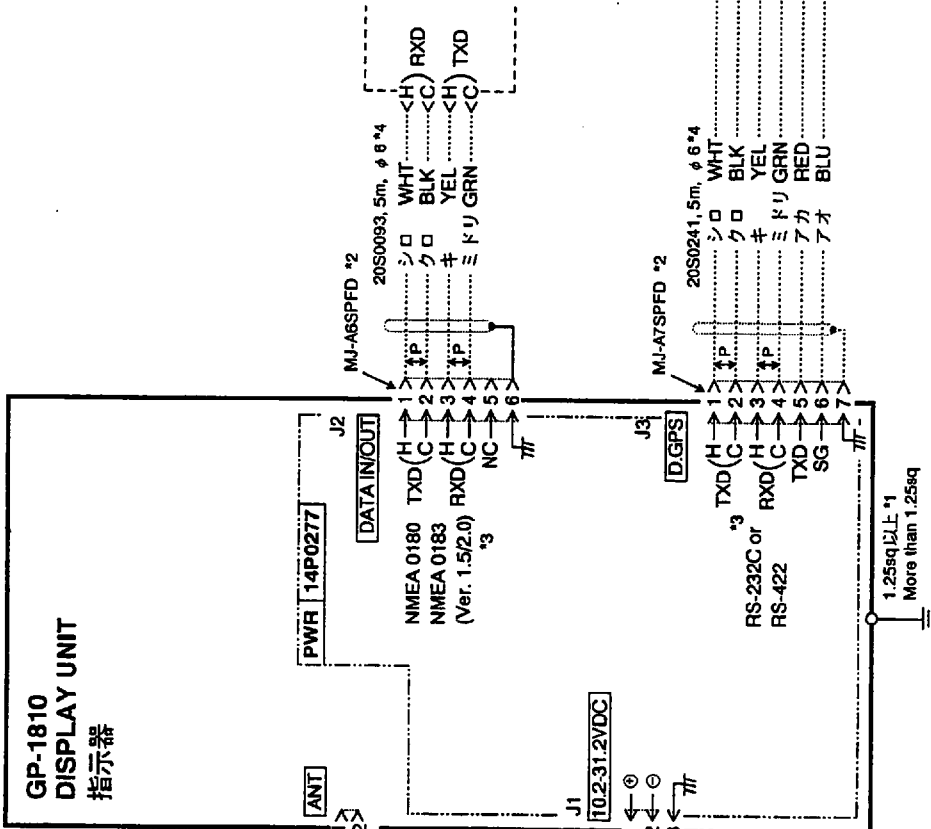 GP-1810
DISPLAY UNIT
指示器
ANT
PWR 14P0277
J2
DATA IN/OUT
NMEA 0180
NMEA 0183
(Ver. 1.5/2.0)
*3
TXD (H
C
RXD (H
C
NC
1
2
3
4
5
6
MJ-A6SPFD *2
P
P
20S0093, 5m, φ6 *4
シロ WHT
クロ BLK
キ YEL
ミドリ GRN
<H) RXD
<C)
<H) TXD
<C)
J3
D.GPS
*3
RS-232C or
RS-422
TXD (H
C
RXD (H
C
TXD
SG
1
2
3
4
5
6
7
MJ-A7SPFD *2
P
P
20S0241, 5m, φ6 *4
シロ WHT
クロ BLK
キ YEL
ミドリ GRN
アカ RED
アオ BLU
J1
10.2-31.2VDC
⊕
⊖
1.25sq以上 *1
More than 1.25sq